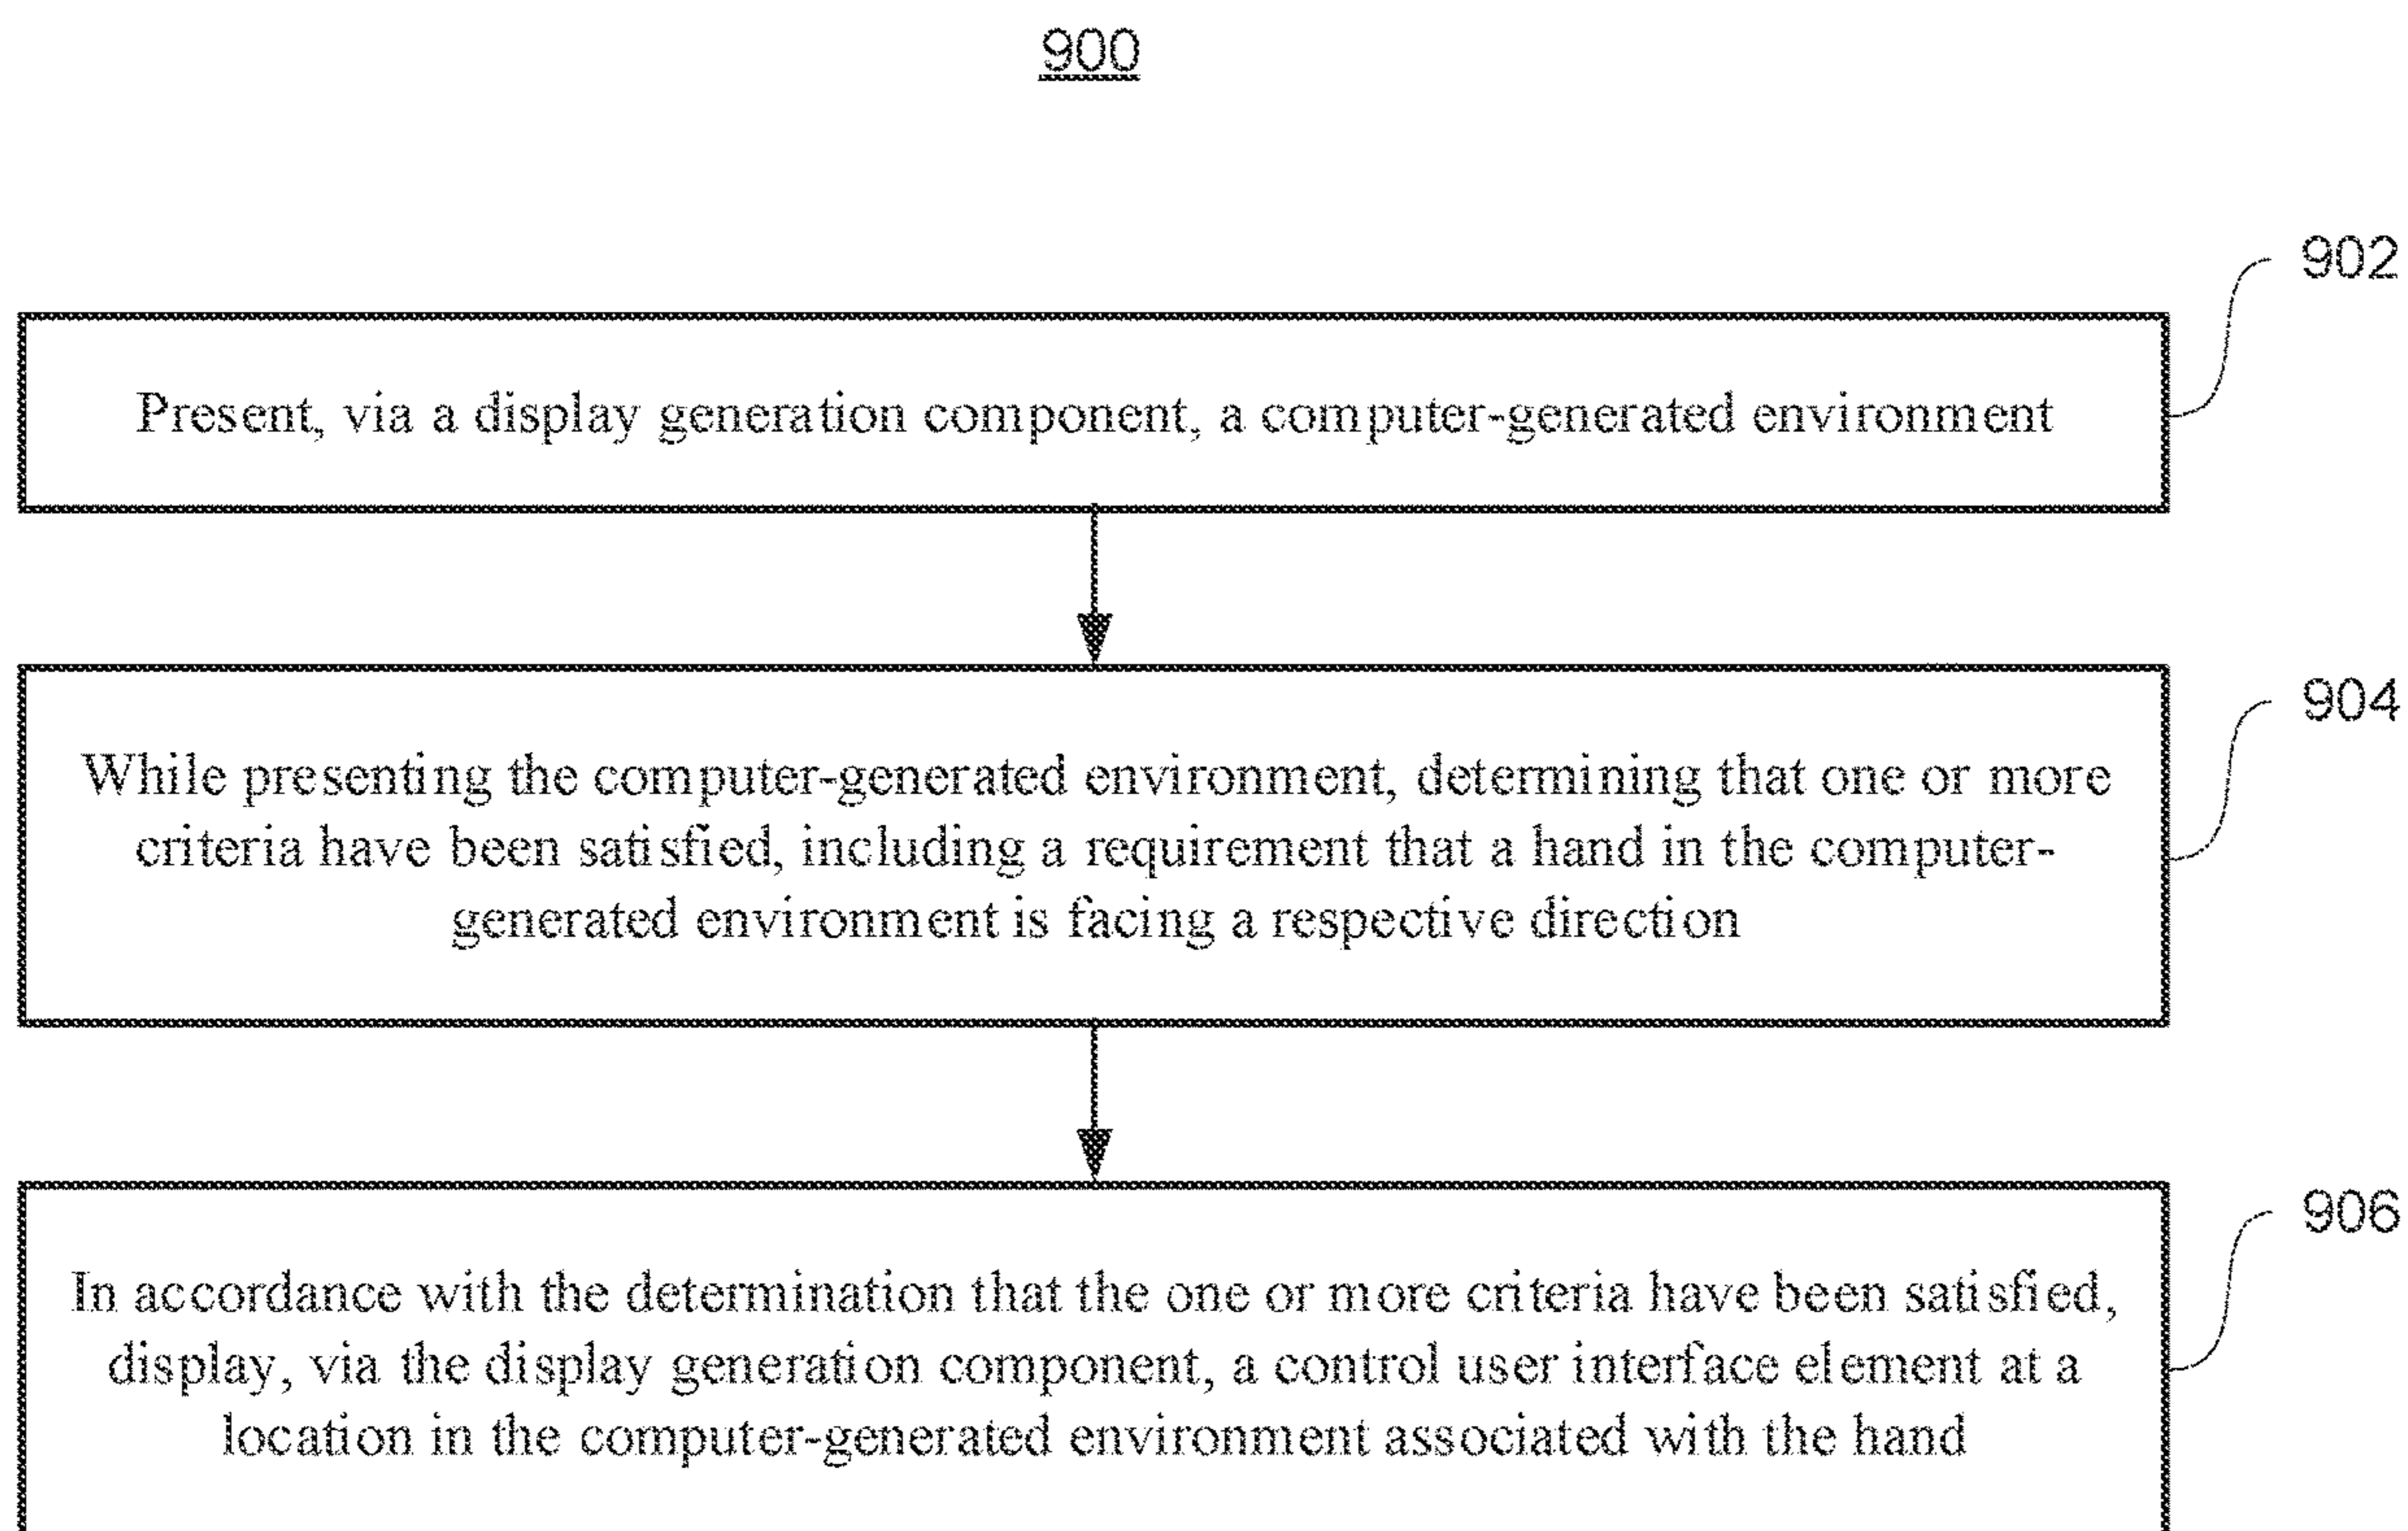 900
902
Present, via a display generation component, a computer-generated environment
904
While presenting the computer-generated environment, determining that one or more
criteria have been satisfied, including a requirement that a hand in the computer-
generated environment is facing a respective direction
906
In accordance with the determination that the one or more criteria have been satisfied,
display, via the display generation component, a control user interface element at a
location in the computer-generated environment associated with the hand